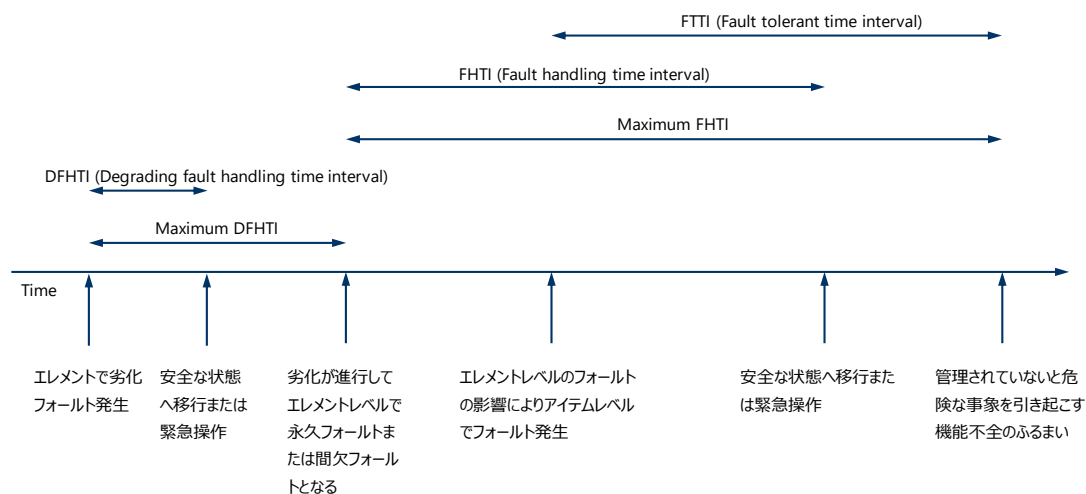 FTTI (Fault tolerant time interval)
FHTI (Fault handling time interval)
Maximum FHTI
DFHTI (Degrading fault handling time interval)
Maximum DFHTI
Time
エレメントで劣化
フォールト発生
安全な状態
へ移行または
緊急操作
劣化が進行して
エレメントレベルで
永久フォールトま
たは間欠フォール
トとなる
エレメントレベルのフォールト
の影響によりアイテムレベル
でフォールト発生
安全な状態へ移行また
は緊急操作
管理されていないと危
険な事象を引き起こす
機能不全のふるまい